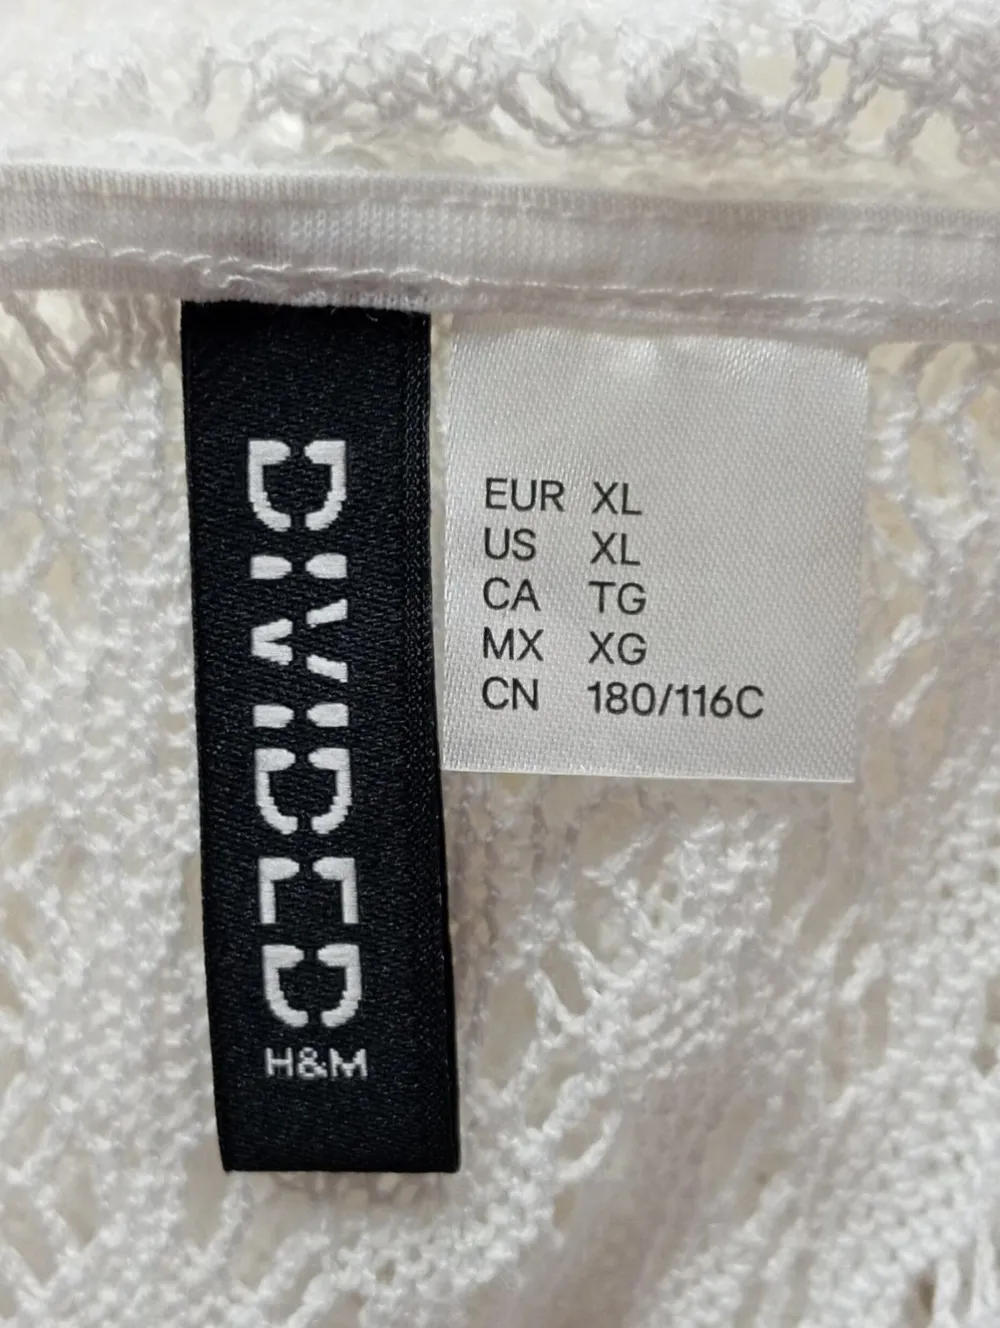 DIVIDED
H&M
EUR XL
US XL
CA TG
MX XG
CN 180/116C